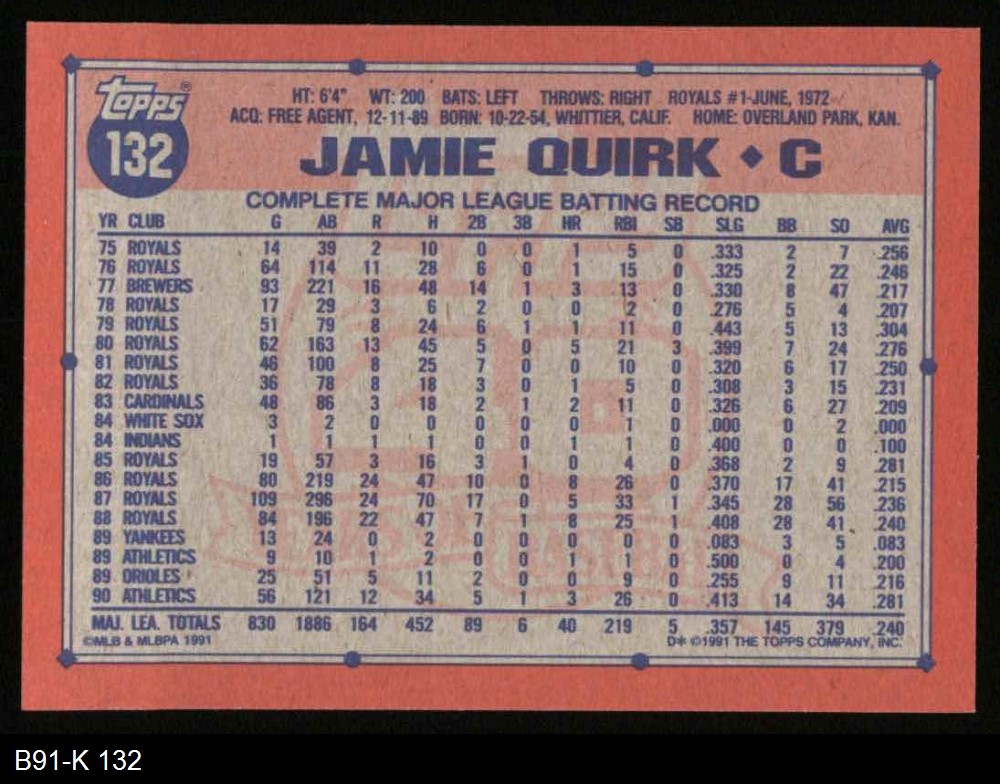 topps®
132
HT: 6'4" WT: 200 BATS: LEFT THROWS: RIGHT ROYALS #1-JUNE, 1972
ACQ: FREE AGENT, 12-11-89 BORN: 10-22-54, WHITTIER, CALIF. HOME: OVERLAND PARK, KAN.
JAMIE QUIRK ◆ C
COMPLETE MAJOR LEAGUE BATTING RECORD
YR CLUB G AB R H 2B 3B HR RBI SB SLG BB SO AVG
75 ROYALS 14 39 2 10 0 0 1 5 0 .333 2 7 .256
76 ROYALS 64 114 11 28 6 0 1 15 0 .325 2 22 .246
77 BREWERS 93 221 16 48 14 1 3 13 0 .330 8 47 .217
78 ROYALS 17 29 3 6 2 0 0 2 0 .276 5 4 .207
79 ROYALS 51 79 8 24 6 1 1 11 0 .443 5 13 .304
80 ROYALS 62 163 13 45 5 0 5 21 3 .399 7 24 .276
81 ROYALS 46 100 8 25 7 0 0 10 0 .320 6 17 .250
82 ROYALS 36 78 8 18 3 0 1 5 0 .308 3 15 .231
83 CARDINALS 48 86 3 18 2 1 2 11 0 .326 6 27 .209
84 WHITE SOX 3 2 0 0 0 0 0 1 0 .000 0 2 .000
84 INDIANS 1 1 1 1 0 0 1 1 0 .400 0 0 .100
85 ROYALS 19 57 3 16 3 1 0 4 0 .368 2 9 .281
86 ROYALS 80 219 24 47 10 0 8 26 0 .370 17 41 .215
87 ROYALS 109 296 24 70 17 0 5 33 1 .345 28 56 .236
88 ROYALS 84 196 22 47 7 1 8 25 1 .408 28 41 .240
89 YANKEES 13 24 0 2 0 0 0 0 0 .083 3 5 .083
89 ATHLETICS 9 10 1 2 0 0 1 1 0 .500 0 4 .200
89 ORIOLES 25 51 5 11 2 0 0 9 0 .255 9 11 .216
90 ATHLETICS 56 121 12 34 5 1 3 26 0 .413 14 34 .281
MAJ. LEA. TOTALS 830 1886 164 452 89 6 40 219 5 .357 145 379 .240
©MLB & MLBPA 1991 D* ©1991 THE TOPPS COMPANY, INC.
B91-K 132